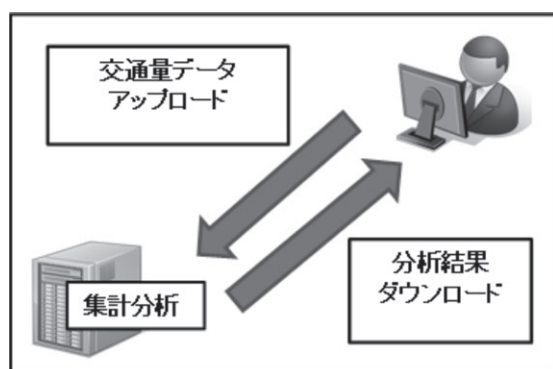 交通量データ
アップロード
集計分析
分析結果
ダウンロード